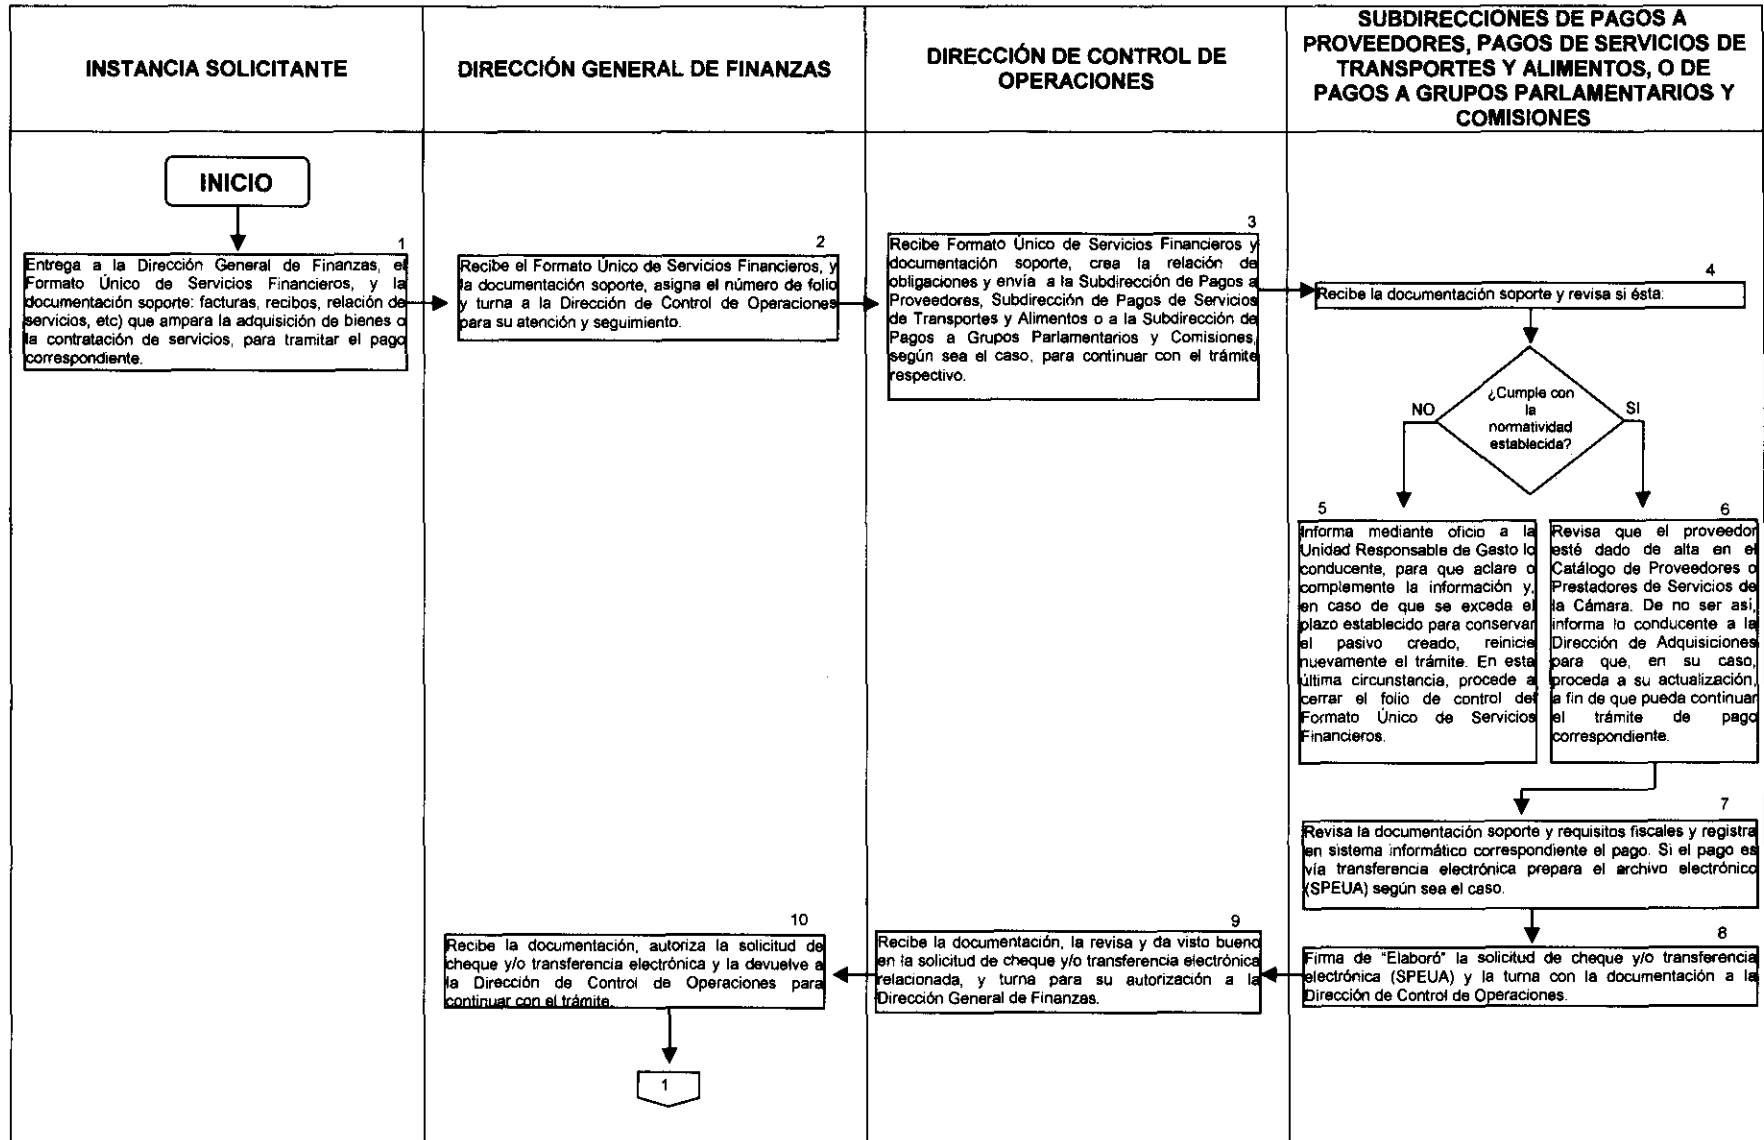 INSTANCIA SOLICITANTE
DIRECCIÓN GENERAL DE FINANZAS
DIRECCIÓN DE CONTROL DE
OPERACIONES
SUBDIRECCIONES DE PAGOS A
PROVEEDORES, PAGOS DE SERVICIOS DE
TRANSPORTES Y ALIMENTOS, O DE
PAGOS A GRUPOS PARLAMENTARIOS Y
COMISIONES
INICIO
1
Entrega a la Dirección General de Finanzas, el
Formato Único de Servicios Financieros, y la
documentación soporte: facturas, recibos, relación de
servicios, etc) que ampara la adquisición de bienes o
la contratación de servicios, para tramitar el pago
correspondiente.
2
Recibe el Formato Único de Servicios Financieros, y
la documentación soporte, asigna el número de folio
y turna a la Dirección de Control de Operaciones
para su atención y seguimiento.
3
Recibe Formato Único de Servicios Financieros y
documentación soporte, crea la relación de
obligaciones y envía a la Subdirección de Pagos a
Proveedores, Subdirección de Pagos de Servicios
de Transportes y Alimentos o a la Subdirección de
Pagos a Grupos Parlamentarios y Comisiones,
según sea el caso, para continuar con el trámite
respectivo.
4
Recibe la documentación soporte y revisa si ésta:
¿Cumple con
la
normatividad
establecida?
NO
SI
5
Informa mediante oficio a la
Unidad Responsable de Gasto lo
conducente, para que aclare o
complemente la información y,
en caso de que se exceda el
plazo establecido para conservar
el pasivo creado, reinicie
nuevamente el trámite. En esta
última circunstancia, procede a
cerrar el folio de control del
Formato Único de Servicios
Financieros.
6
Revisa que el proveedor
esté dado de alta en el
Catálogo de Proveedores o
Prestadores de Servicios de
la Cámara. De no ser así,
informa lo conducente a la
Dirección de Adquisiciones
para que, en su caso,
proceda a su actualización,
a fin de que pueda continuar
el trámite de pago
correspondiente.
7
Revisa la documentación soporte y requisitos fiscales y registra
en sistema informático correspondiente el pago. Si el pago es
vía transferencia electrónica prepara el archivo electrónico
(SPEUA) según sea el caso.
8
Firma de "Elaboró" la solicitud de cheque y/o transferencia
electrónica (SPEUA) y la turna con la documentación a la
Dirección de Control de Operaciones.
9
Recibe la documentación, la revisa y da visto bueno
en la solicitud de cheque y/o transferencia electrónica
relacionada, y turna para su autorización a la
Dirección General de Finanzas.
10
Recibe la documentación, autoriza la solicitud de
cheque y/o transferencia electrónica y la devuelve a
la Dirección de Control de Operaciones para
continuar con el trámite.
1